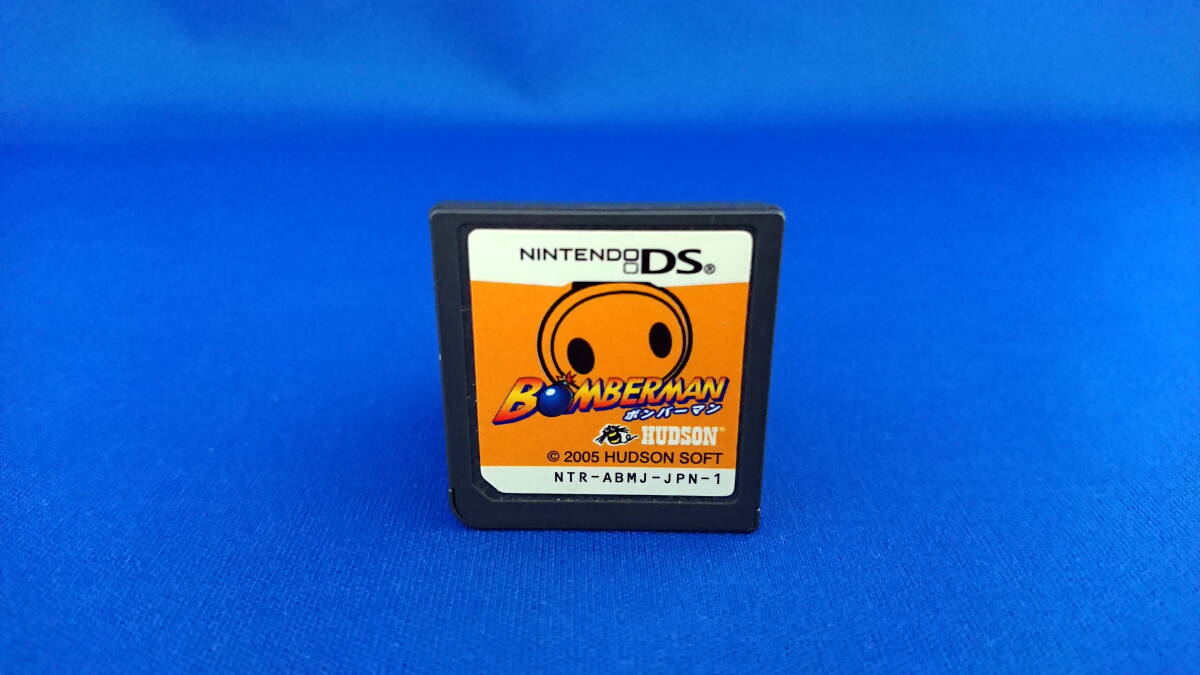 NINTENDO DS®
BOMBERMAN
ボンバーマン
HUDSON
© 2005 HUDSON SOFT
NTR-ABMJ-JPN-1